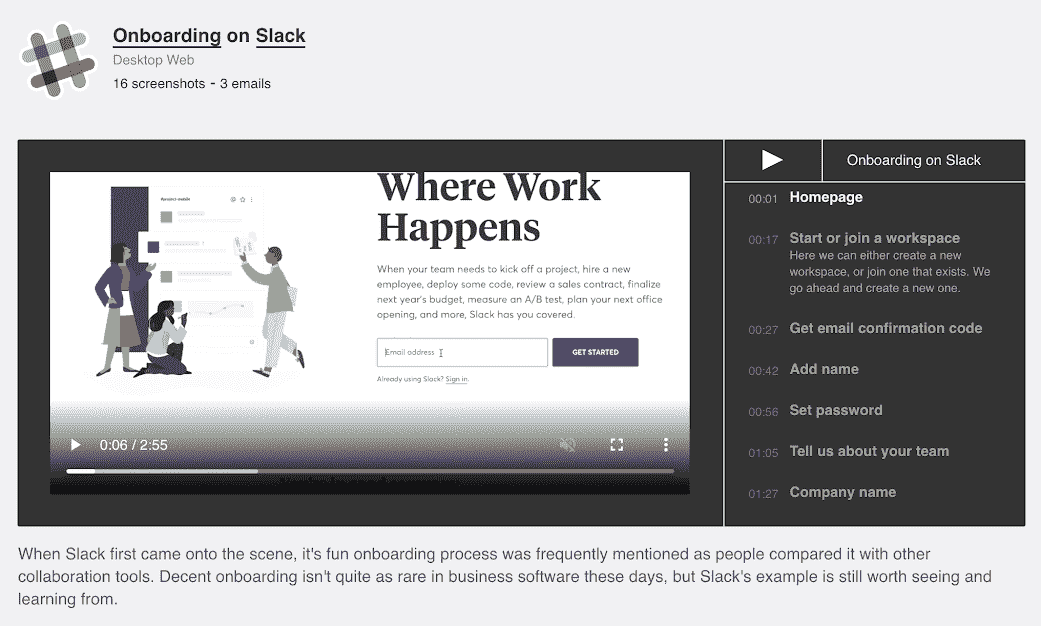 Onboarding on Slack
Desktop Web
16 screenshots - 3 emails
Where Work
Happens
When your team needs to kick off a project, hire a new
employee, deploy some code, review a sales contract, finalize
next year's budget, measure an A/B test, plan your next office
opening, and more, Slack has you covered.
Email address
GET STARTED
Already using Slack? Sign in.
0:06 / 2:55
Onboarding on Slack
00:01 Homepage
00:17 Start or join a workspace
Here we can either create a new
workspace, or join one that exists. We
go ahead and create a new one.
00:27 Get email confirmation code
00:42 Add name
00:56 Set password
01:05 Tell us about your team
01:27 Company name
When Slack first came onto the scene, it's fun onboarding process was frequently mentioned as people compared it with other
collaboration tools. Decent onboarding isn't quite as rare in business software these days, but Slack's example is still worth seeing and
learning from.